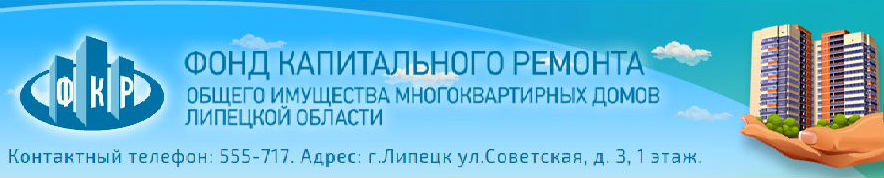 ФКР
ФОНД КАПИТАЛЬНОГО РЕМОНТА
ОБЩЕГО ИМУЩЕСТВА МНОГОКВАРТИРНЫХ ДОМОВ
ЛИПЕЦКОЙ ОБЛАСТИ
Контактный телефон: 555-717. Адрес: г.Липецк ул.Советская, д. 3, 1 этаж.